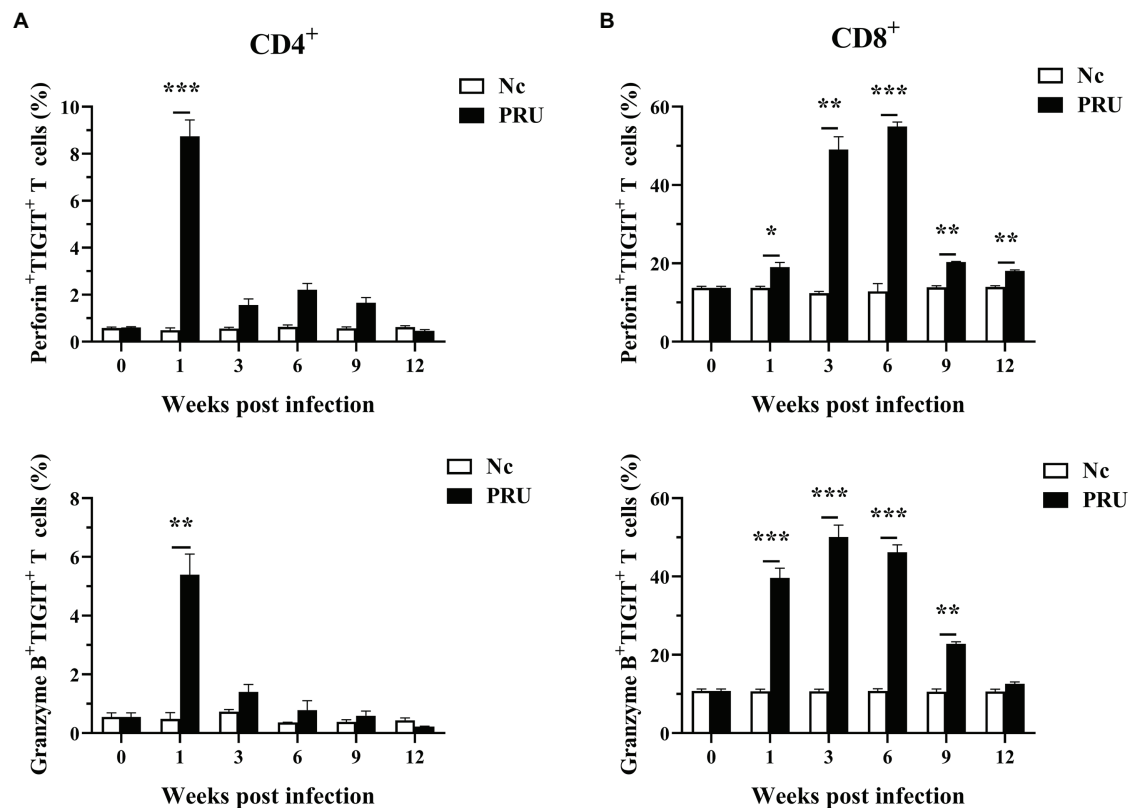 A
CD4+
***
Nc
PRU
Perforin+TIGIT+ T cells (%)
10
8
6
4
2
0
0 1 3 6 9 12
Weeks post infection
B
CD8+
Nc
PRU
Perforin+TIGIT+ T cells (%)
60
40
20
0
* ** *** ** **
0 1 3 6 9 12
Weeks post infection
Nc
PRU
Granzyme B+TIGIT+ T cells (%)
8
6
4
2
0
**
0 1 3 6 9 12
Weeks post infection
Nc
PRU
Granzyme B+TIGIT+ T cells (%)
60
40
20
0
*** *** *** **
0 1 3 6 9 12
Weeks post infection